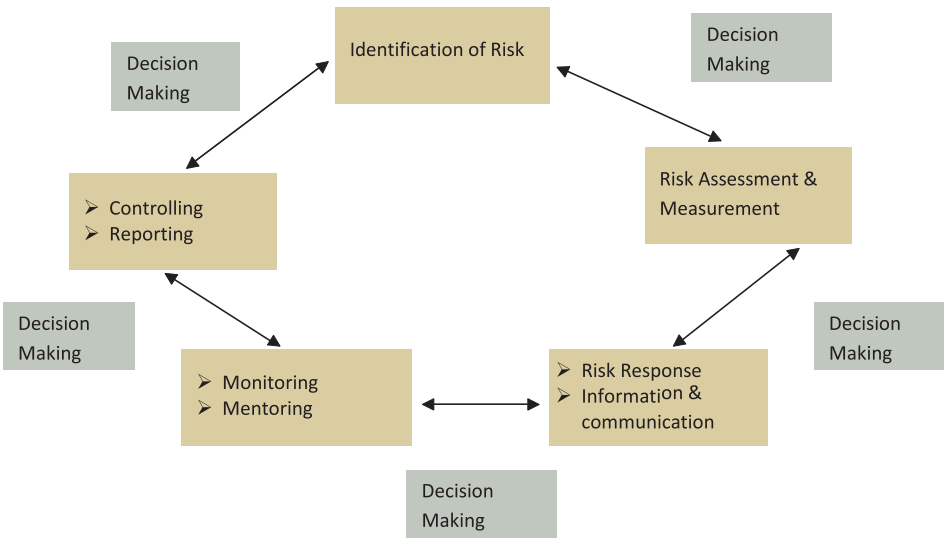 Identification of Risk
Decision
Making
Decision
Making
Risk Assessment &
Measurement
➢ Controlling
➢ Reporting
Decision
Making
Decision
Making
➢ Monitoring
➢ Mentoring
➢ Risk Response
➢ Information &
communication
Decision
Making